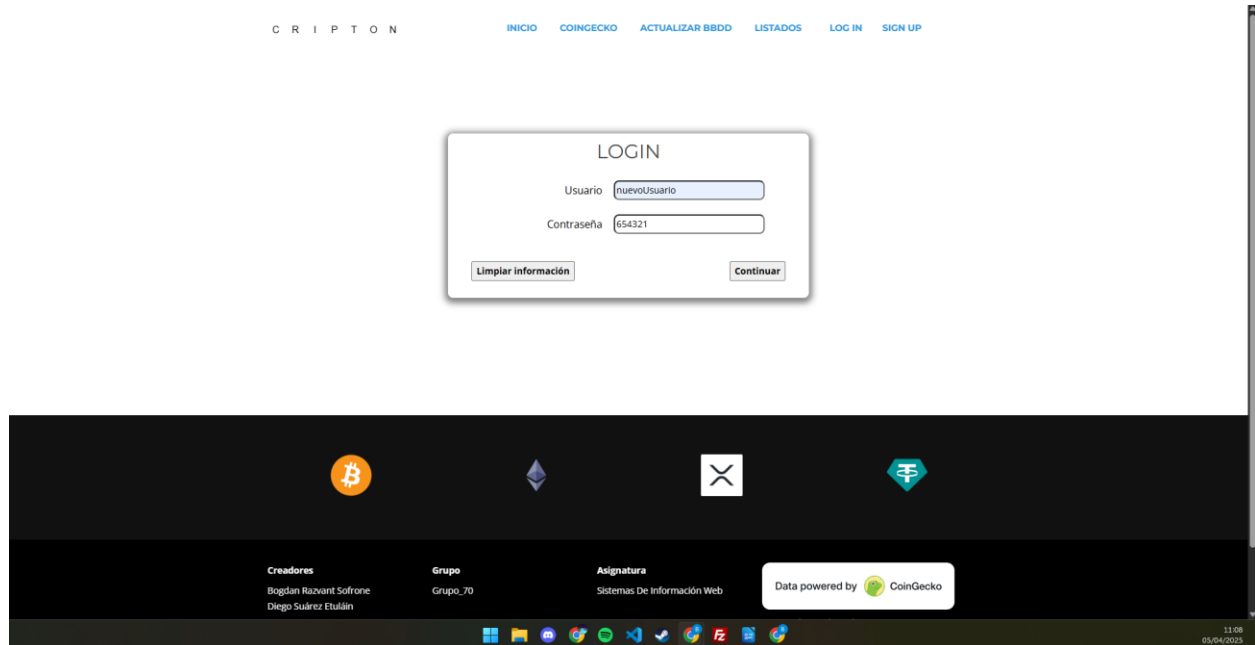 CRIPTON INICIO COINGECKO ACTUALIZAR BBDD LISTADOS LOG IN SIGN UP
LOGIN
Usuario nuevoUsuario
Contraseña 654321
Limpiar información Continuar
Creadores Grupo Asignatura
Bogdan Razvant Sofrone Grupo_70 Sistemas De Información Web Data powered by CoinGecko
Diego Suárez Etuláin
11:08
05/04/2025